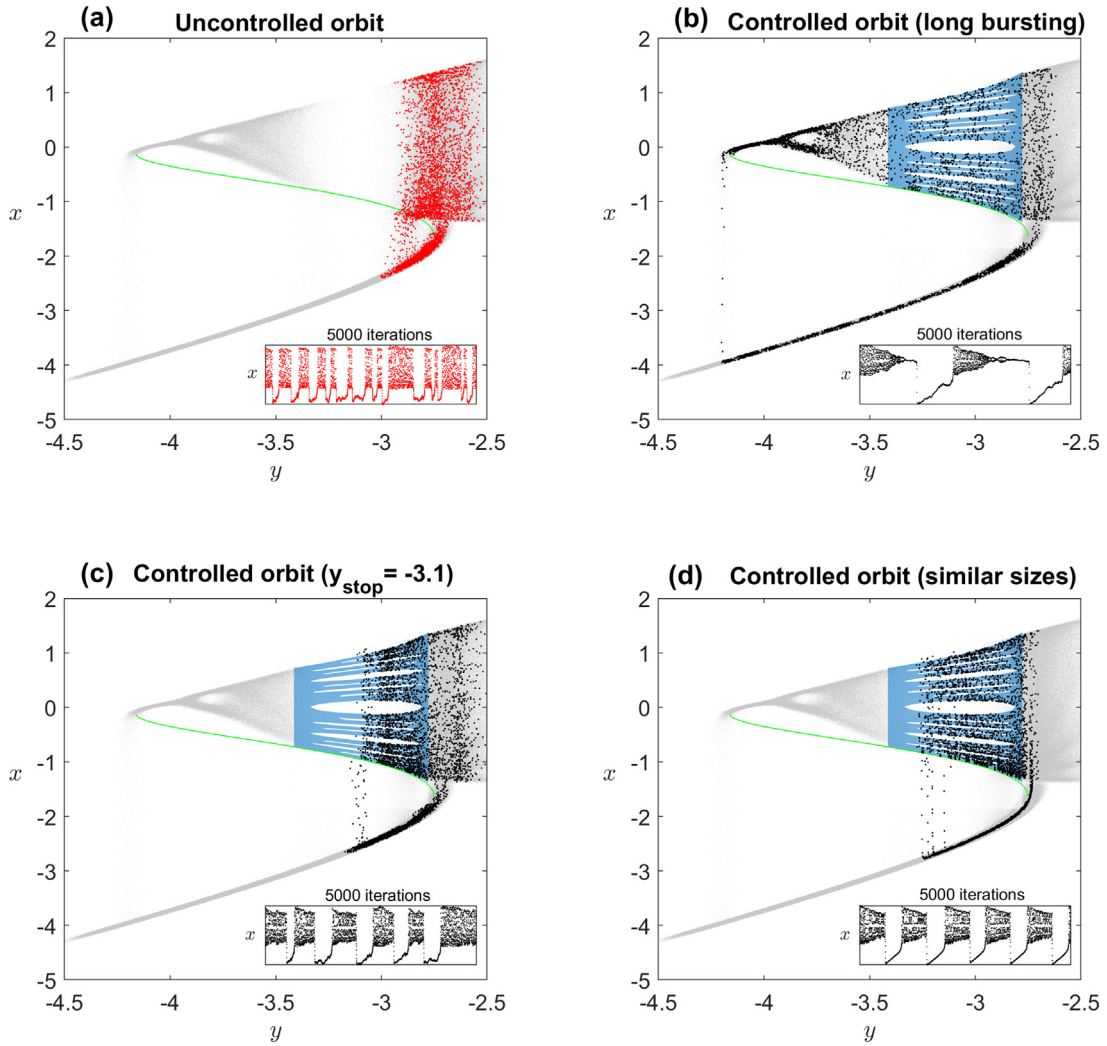 (a) Uncontrolled orbit
2
1
0
-1
-2
-3
-4
-5
x
5000 iterations
x
-4.5 -4 -3.5 -3 -2.5
y
(b) Controlled orbit (long bursting)
2
1
0
-1
-2
-3
-4
-5
x
5000 iterations
x
-4.5 -4 -3.5 -3 -2.5
y
(c) Controlled orbit (y_stop= -3.1)
2
1
0
-1
-2
-3
-4
-5
x
5000 iterations
x
-4.5 -4 -3.5 -3 -2.5
y
(d) Controlled orbit (similar sizes)
2
1
0
-1
-2
-3
-4
-5
x
5000 iterations
x
-4.5 -4 -3.5 -3 -2.5
y